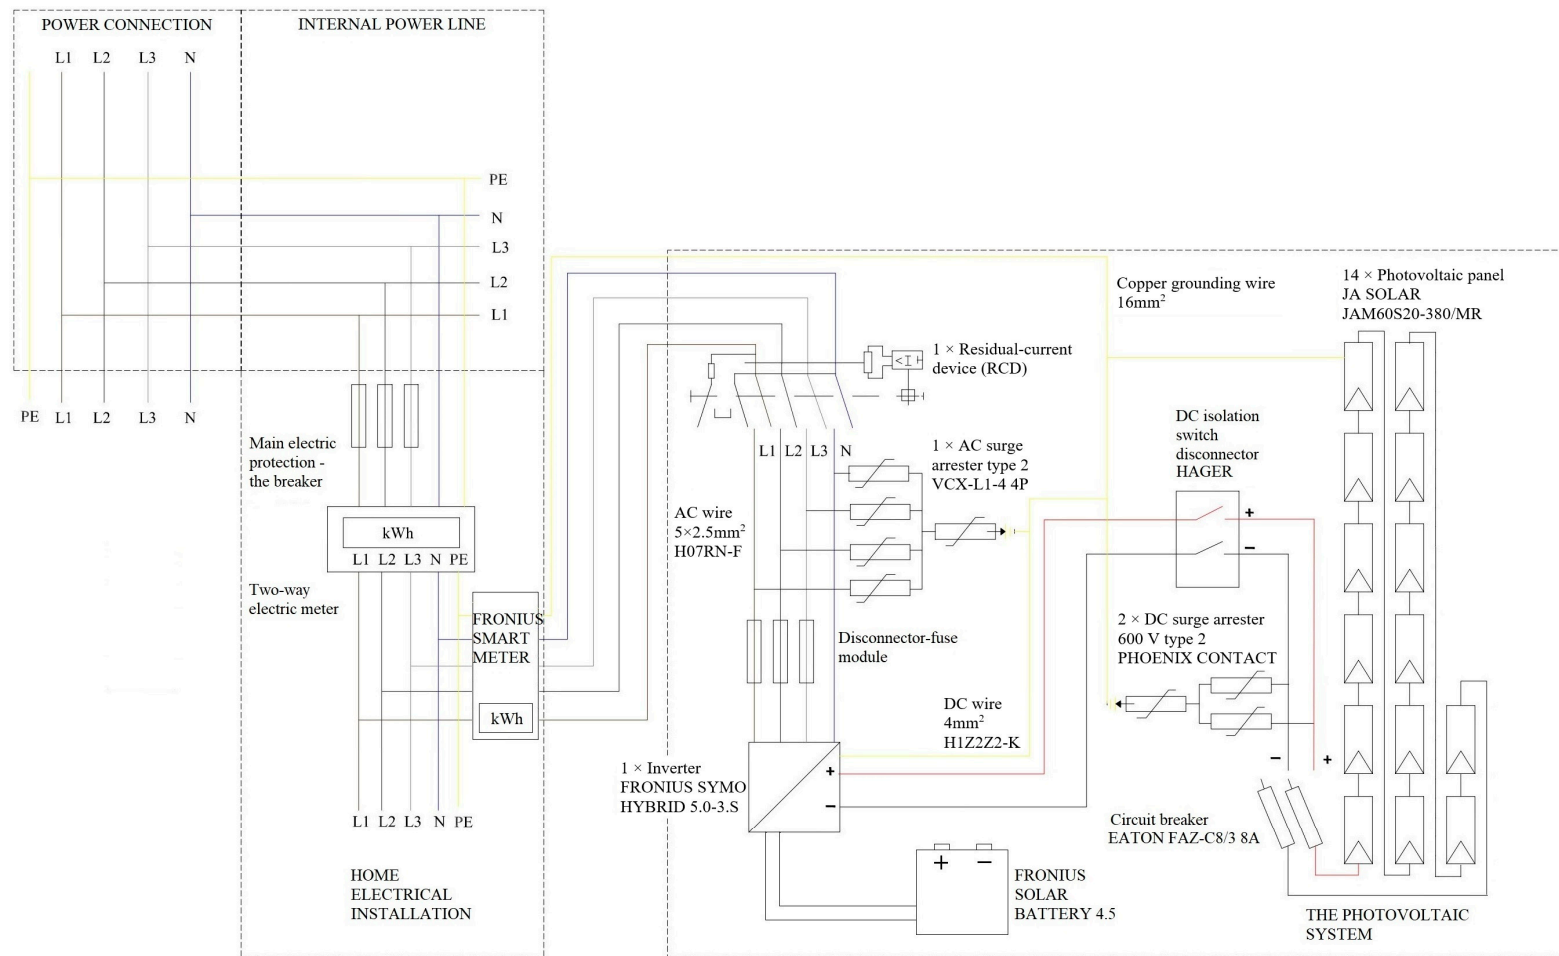 POWER CONNECTION
INTERNAL POWER LINE
L1 L2 L3 N
PE
N
L3
L2
L1
PE L1 L2 L3 N
Main electric
protection -
the breaker
kWh
L1 L2 L3 N PE
Two-way
electric meter
FRONIUS
SMART
METER
kWh
L1 L2 L3 N PE
HOME
ELECTRICAL
INSTALLATION
1 × Residual-current
device (RCD)
<I
L1 L2 L3 N
1 × AC surge
arrester type 2
VCX-L1-4 4P
AC wire
5×2.5mm²
H07RN-F
Disconnector-fuse
module
DC wire
4mm²
H1Z2Z2-K
1 × Inverter
FRONIUS SYMO
HYBRID 5.0-3.S
+
−
+ −
FRONIUS
SOLAR
BATTERY 4.5
Copper grounding wire
16mm²
14 × Photovoltaic panel
JA SOLAR
JAM60S20-380/MR
DC isolation
switch
disconnector
HAGER
+
−
2 × DC surge arrester
600 V type 2
PHOENIX CONTACT
− +
Circuit breaker
EATON FAZ-C8/3 8A
THE PHOTOVOLTAIC
SYSTEM